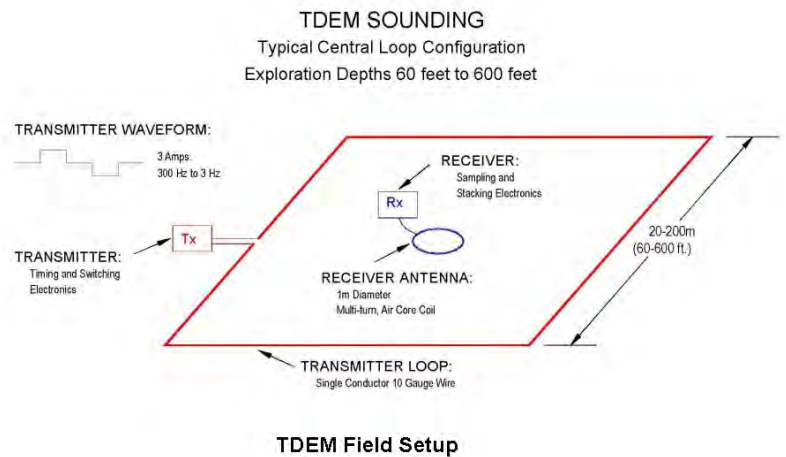 TDEM SOUNDING
Typical Central Loop Configuration
Exploration Depths 60 feet to 600 feet
TRANSMITTER WAVEFORM:
3 Amps.
300 Hz to 3 Hz
RECEIVER:
Sampling and
Stacking Electronics
Rx
Tx
TRANSMITTER:
Timing and Switching
Electronics
20-200m
(60-600 ft.)
RECEIVER ANTENNA:
1m Diameter
Multi-turn, Air Core Coil
TRANSMITTER LOOP:
Single Conductor 10 Gauge Wire
TDEM Field Setup